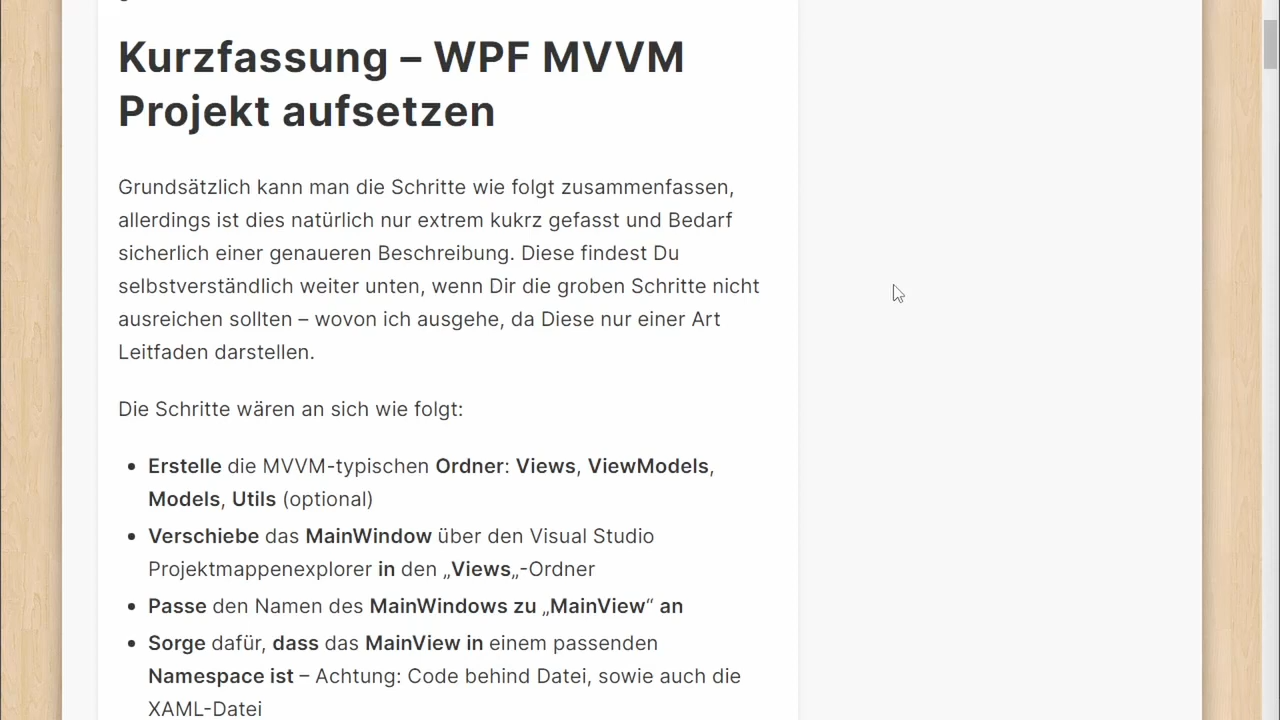 Kurzfassung – WPF MVVM
Projekt aufsetzen
Grundsätzlich kann man die Schritte wie folgt zusammenfassen,
allerdings ist dies natürlich nur extrem kukrz gefasst und Bedarf
sicherlich einer genaueren Beschreibung. Diese findest Du
selbstverständlich weiter unten, wenn Dir die groben Schritte nicht
ausreichen sollten – wovon ich ausgehe, da Diese nur einer Art
Leitfaden darstellen.
Die Schritte wären an sich wie folgt:
• Erstelle die MVVM-typischen Ordner: Views, ViewModels,
Models, Utils (optional)
• Verschiebe das MainWindow über den Visual Studio
Projektmappenexplorer in den „Views„-Ordner
• Passe den Namen des MainWindows zu „MainView“ an
• Sorge dafür, dass das MainView in einem passenden
Namespace ist – Achtung: Code behind Datei, sowie auch die
XAML-Datei